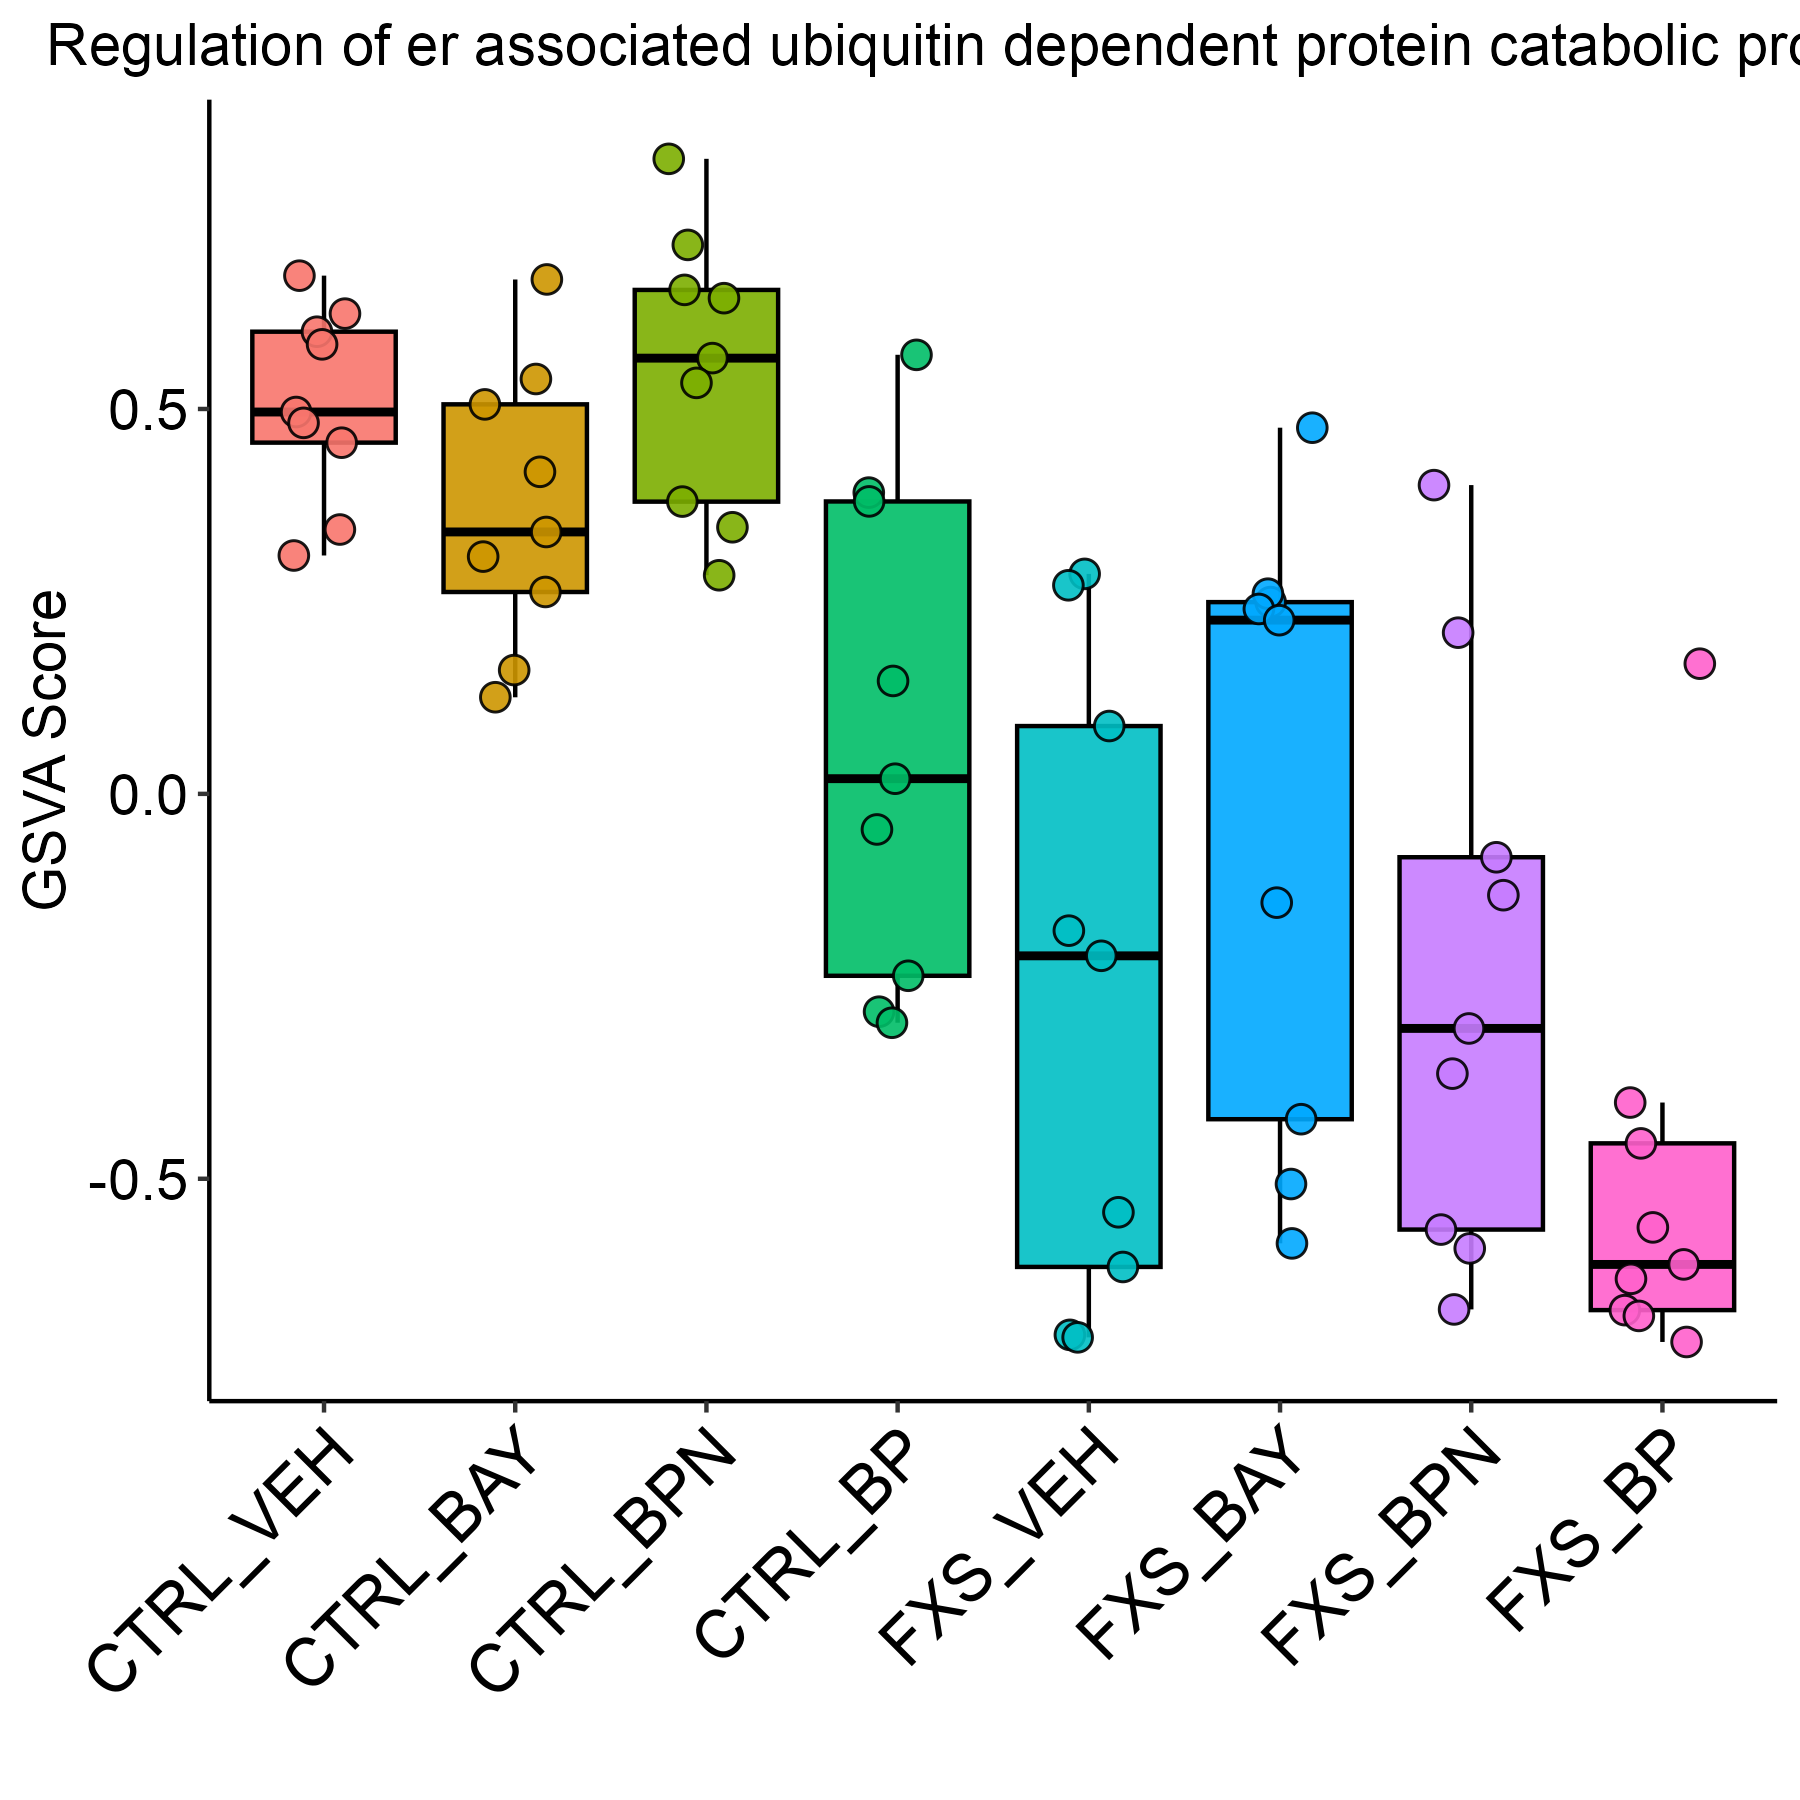 Regulation of er associated ubiquitin dependent protein catabolic pro
GSVA Score
0.5
0.0
-0.5
CTRL_VEH
CTRL_BAY
CTRL_BPN
CTRL_BP
FXS_VEH
FXS_BAY
FXS_BPN
FXS_BP